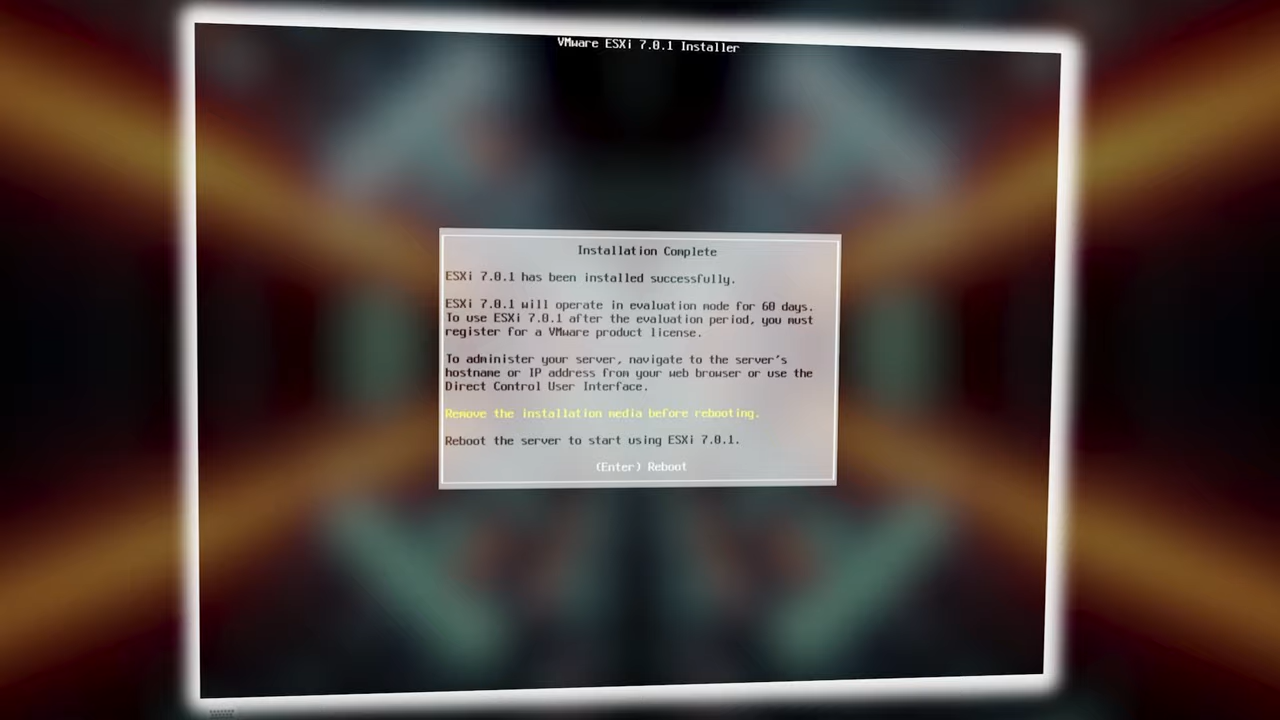 VMware ESXi 7.0.1 Installer
Installation Complete
ESXi 7.0.1 has been installed successfully.
ESXi 7.0.1 will operate in evaluation mode for 60 days.
To use ESXi 7.0.1 after the evaluation period, you must
register for a VMware product license.
To administer your server, navigate to the server's
hostname or IP address from your web browser or use the
Direct Control User Interface.
Remove the installation media before rebooting.
Reboot the server to start using ESXi 7.0.1.
(Enter) Reboot